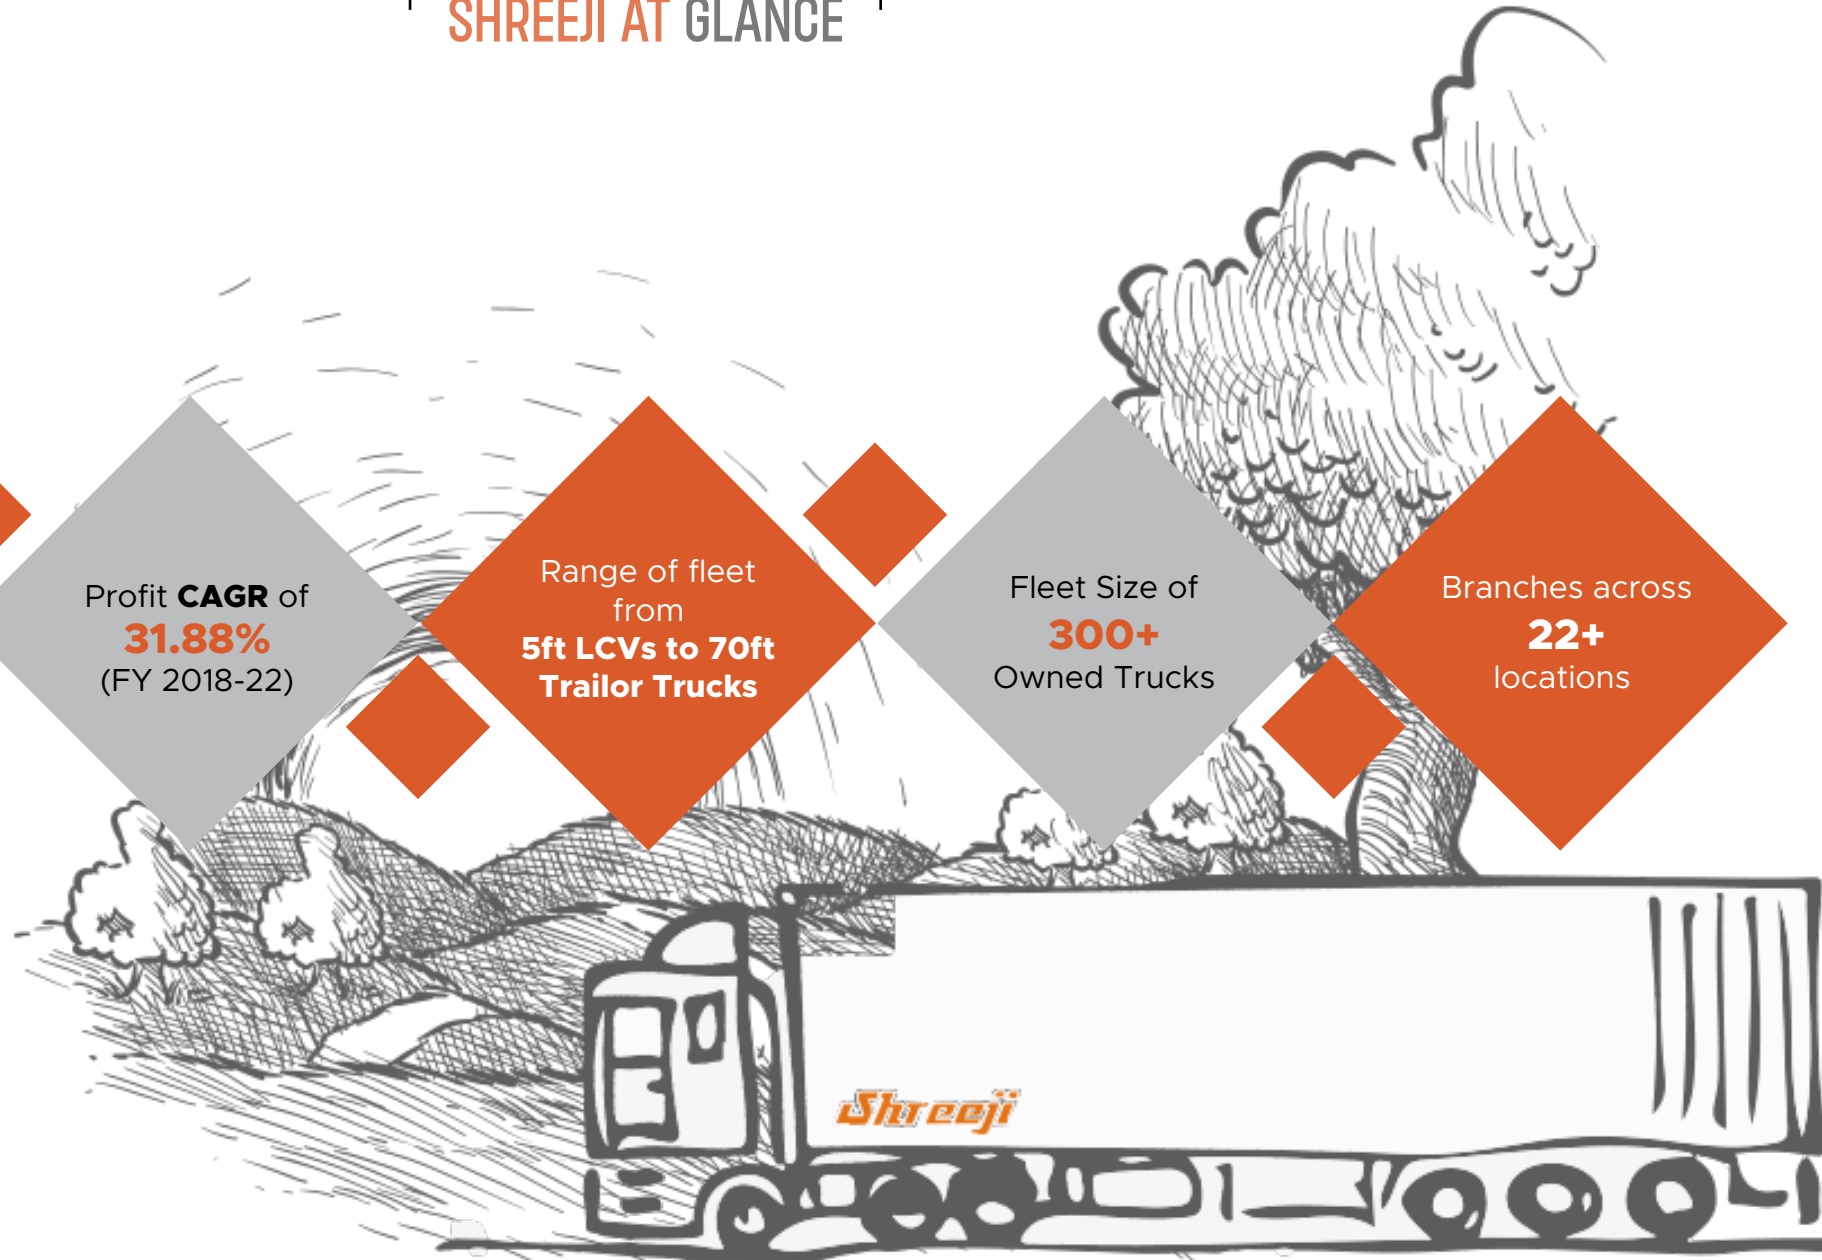 SHREEJI AT GLANCE
Profit CAGR of
31.88%
(FY 2018-22)
Range of fleet
from
5ft LCVs to 70ft
Trailor Trucks
Fleet Size of
300+
Owned Trucks
Branches across
22+
locations
Shreeji